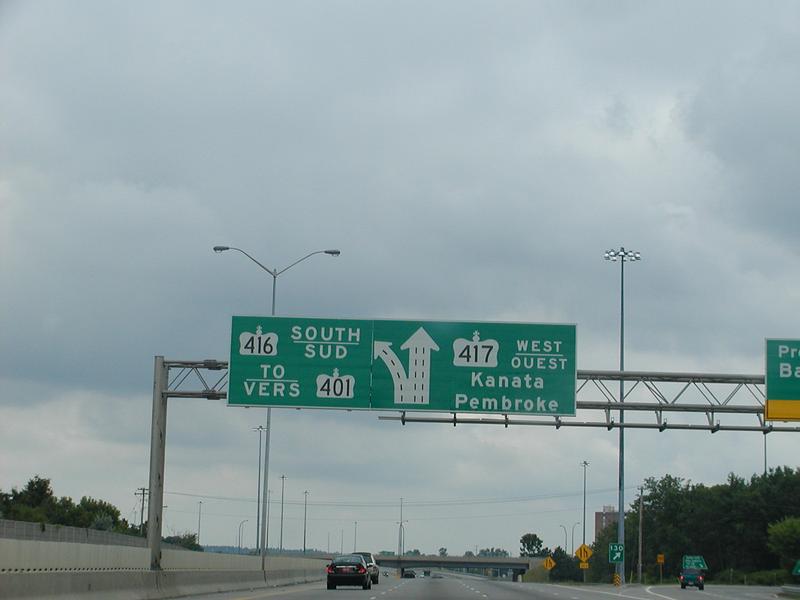 416 SOUTH
SUD
TO
VERS 401
417 WEST
OUEST
Kanata
Pembroke
130